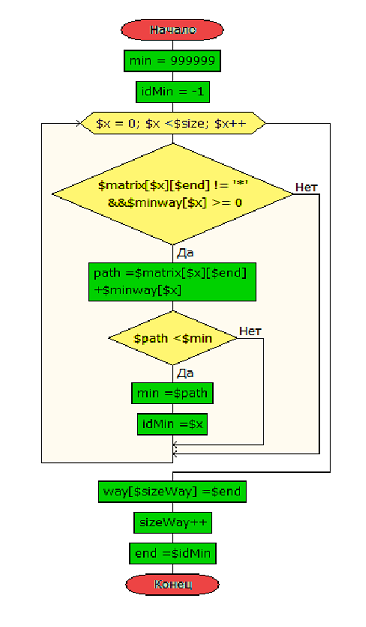 Начало
min = 999999
idMin = -1
$x = 0; $x <$size; $x++
$matrix[$x][$end] != '*'
&&$minway[$x] >= 0
Нет
Да
path =$matrix[$x][$end]
+$minway[$x]
$path <$min
Нет
Да
min =$path
idMin =$x
way[$sizeWay] =$end
sizeWay++
end =$idMin
Конец